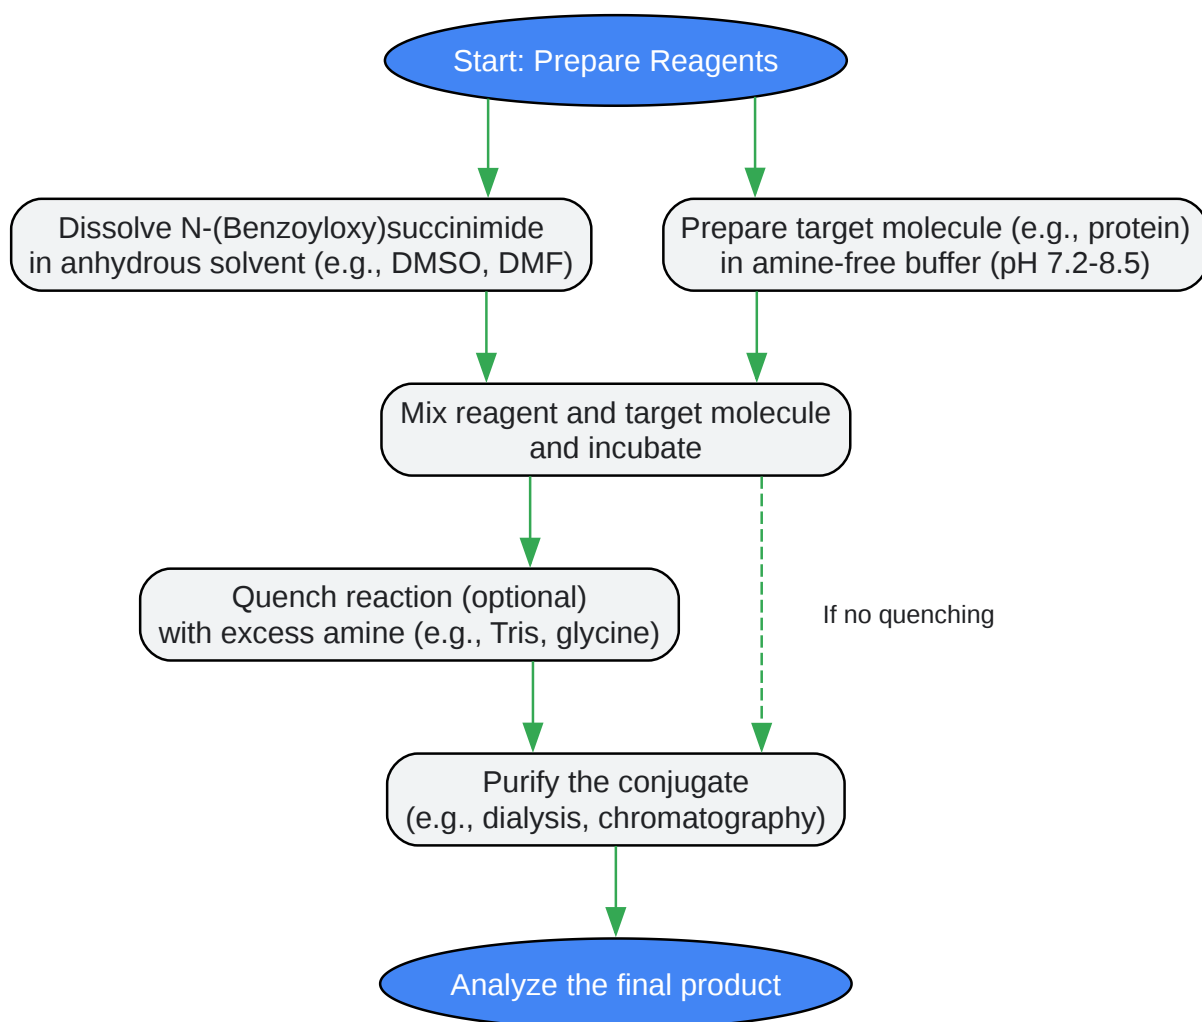 Start: Prepare Reagents
Dissolve N-(Benzoyloxy)succinimide
in anhydrous solvent (e.g., DMSO, DMF)
Prepare target molecule (e.g., protein)
in amine-free buffer (pH 7.2-8.5)
Mix reagent and target molecule
and incubate
Quench reaction (optional)
with excess amine (e.g., Tris, glycine)
If no quenching
Purify the conjugate
(e.g., dialysis, chromatography)
Analyze the final product